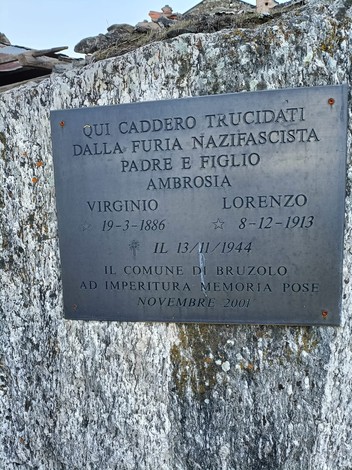 QUI CADDERO TRUCIDATI
DALLA FURIA NAZIFASCISTA
PADRE E FIGLIO
AMBROSIA
VIRGINIO LORENZO
☆ 19-3-1886 ☆ 8-12-1913
IL 13/11/1944
IL COMUNE DI BRUZOLO
AD IMPERITURA MEMORIA POSE
NOVEMBRE 2001